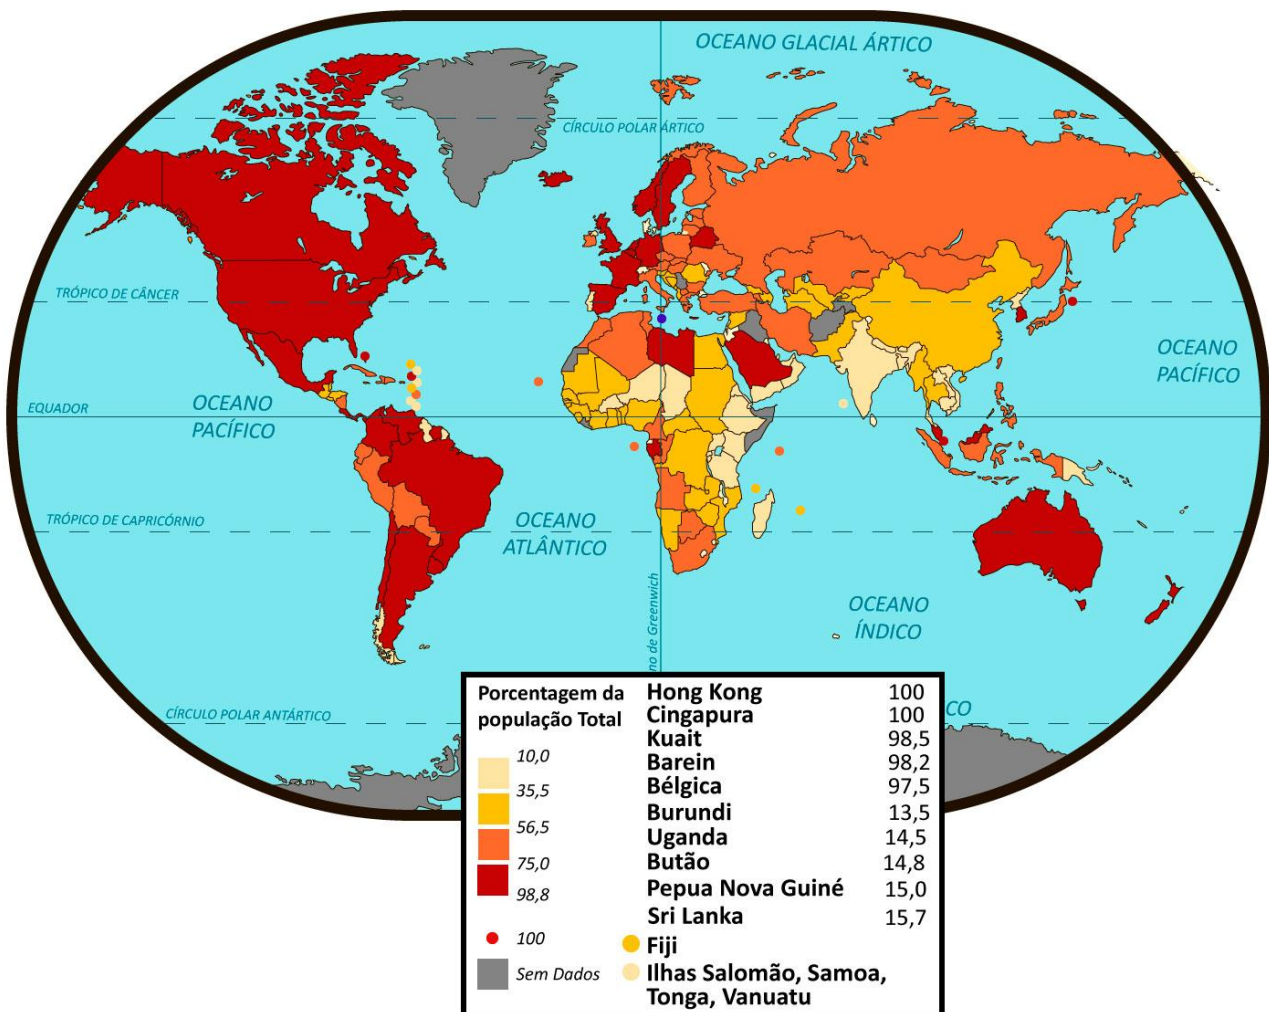 OCEANO GLACIAL ÁRTICO
CÍRCULO POLAR ÁRTICO
TRÓPICO DE CÂNCER
OCEANO
PACÍFICO
EQUADOR
OCEANO
PACÍFICO
TRÓPICO DE CAPRICÓRNIO
OCEANO
ATLÂNTICO
no de Greenwich
OCEANO
ÍNDICO
CÍRCULO POLAR ANTÁRTICO
CO
Porcentagem da
população Total
10,0
35,5
56,5
75,0
98,8
100
Sem Dados
Hong Kong 100
Cingapura 100
Kuait 98,5
Barein 98,2
Bélgica 97,5
Burundi 13,5
Uganda 14,5
Butão 14,8
Pepua Nova Guiné 15,0
Sri Lanka 15,7
Fiji
Ilhas Salomão, Samoa,
Tonga, Vanuatu